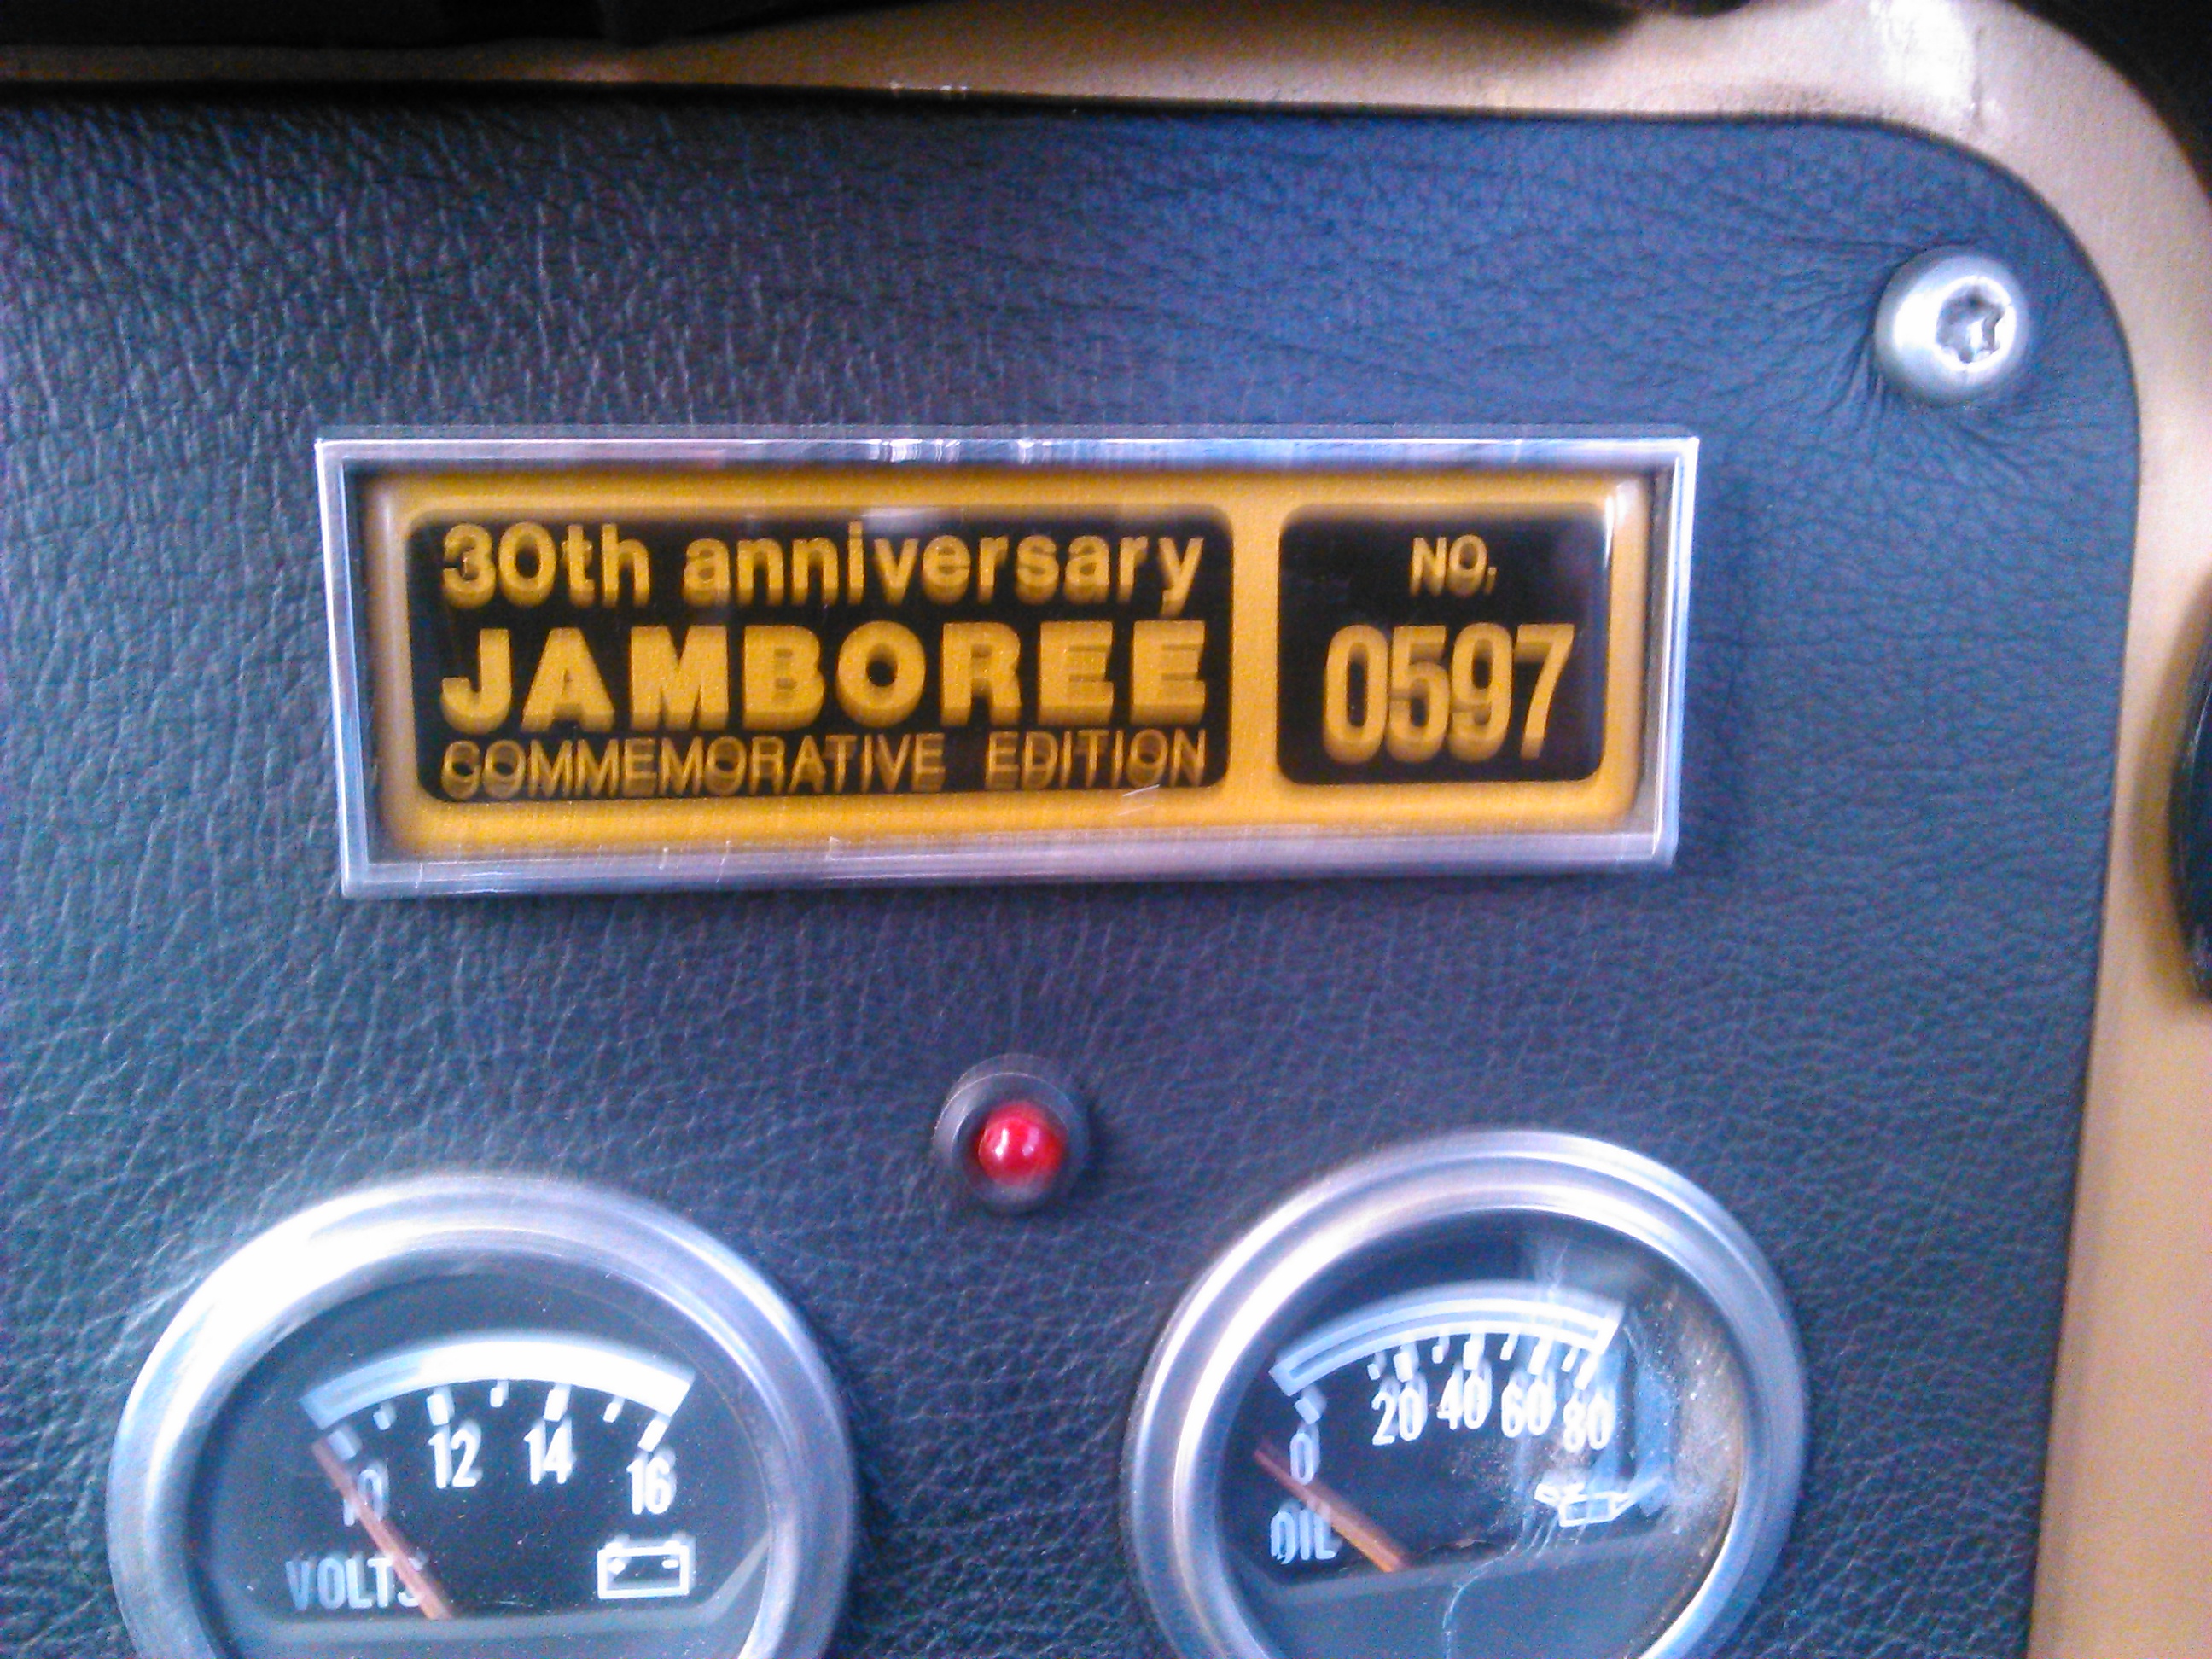 30th anniversary
JAMBOREE
COMMEMORATIVE EDITION
NO.
0597
10 12 14 16
VOLTS
0 20 40 60 80
OIL